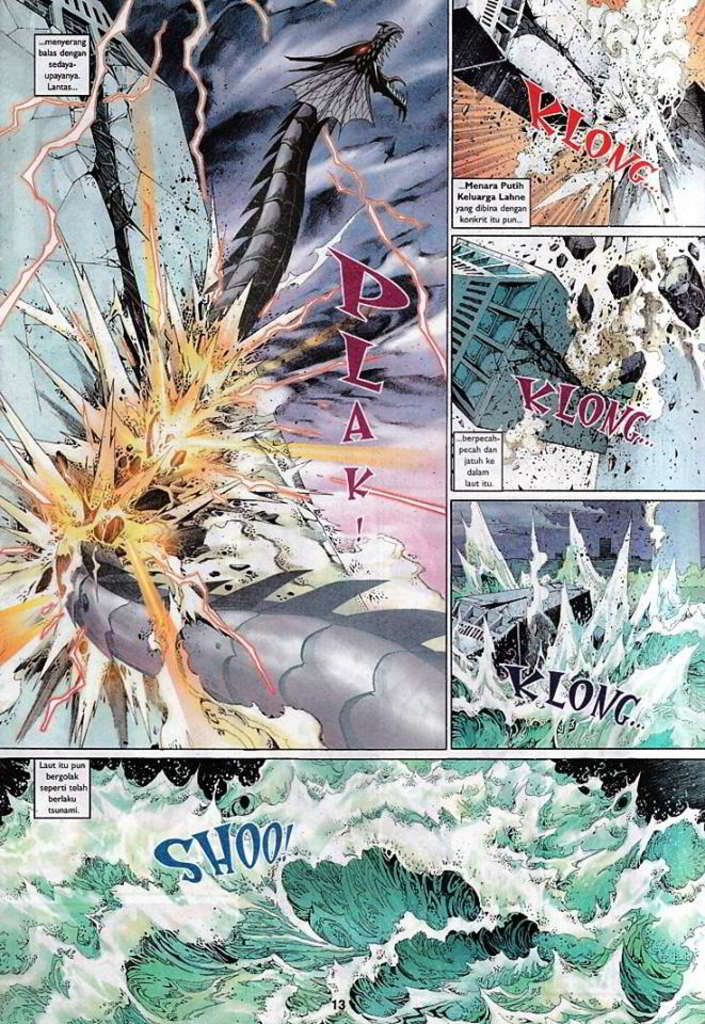 ...menyerang
balas dengan
sedaya-
upayanya.
Lantas...
PLAK!
KLONG...
...Menara Putih
Keluarga Lahne
yang dibina dengan
konkrit itu pun...
KLONG...
...berpecah-
pecah dan
jatuh ke
dalam
laut itu.
KLONG...
Laut itu pun
bergolak
seperti telah
berlaku
tsunami.
SHOO!
13